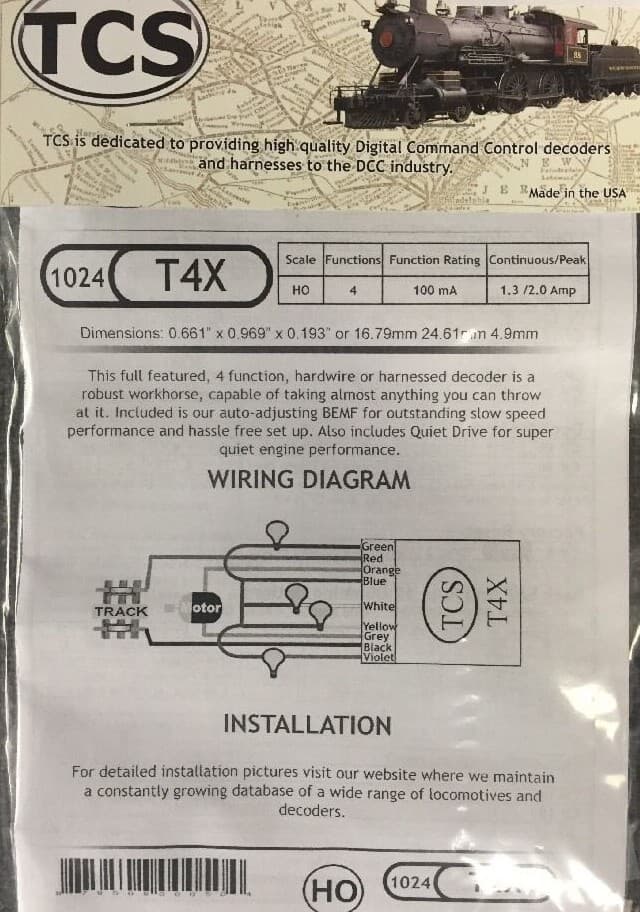 TCS
TCS is dedicated to providing high quality Digital Command Control decoders
and harnesses to the DCC industry.
Made in the USA
1024 T4X
Scale Functions Function Rating Continuous/Peak
HO 4 100 mA 1.3 /2.0 Amp
Dimensions: 0.661" x 0.969" x 0.193" or 16.79mm 24.61mm 4.9mm
This full featured, 4 function, hardwire or harnessed decoder is a
robust workhorse, capable of taking almost anything you can throw
at it. Included is our auto-adjusting BEMF for outstanding slow speed
performance and hassle free set up. Also includes Quiet Drive for super
quiet engine performance.
WIRING DIAGRAM
Green
Red
Orange
Blue
White
Yellow
Grey
Black
Violet
TRACK
Motor
TCS
T4X
INSTALLATION
For detailed installation pictures visit our website where we maintain
a constantly growing database of a wide range of locomotives and
decoders.
HO
1024